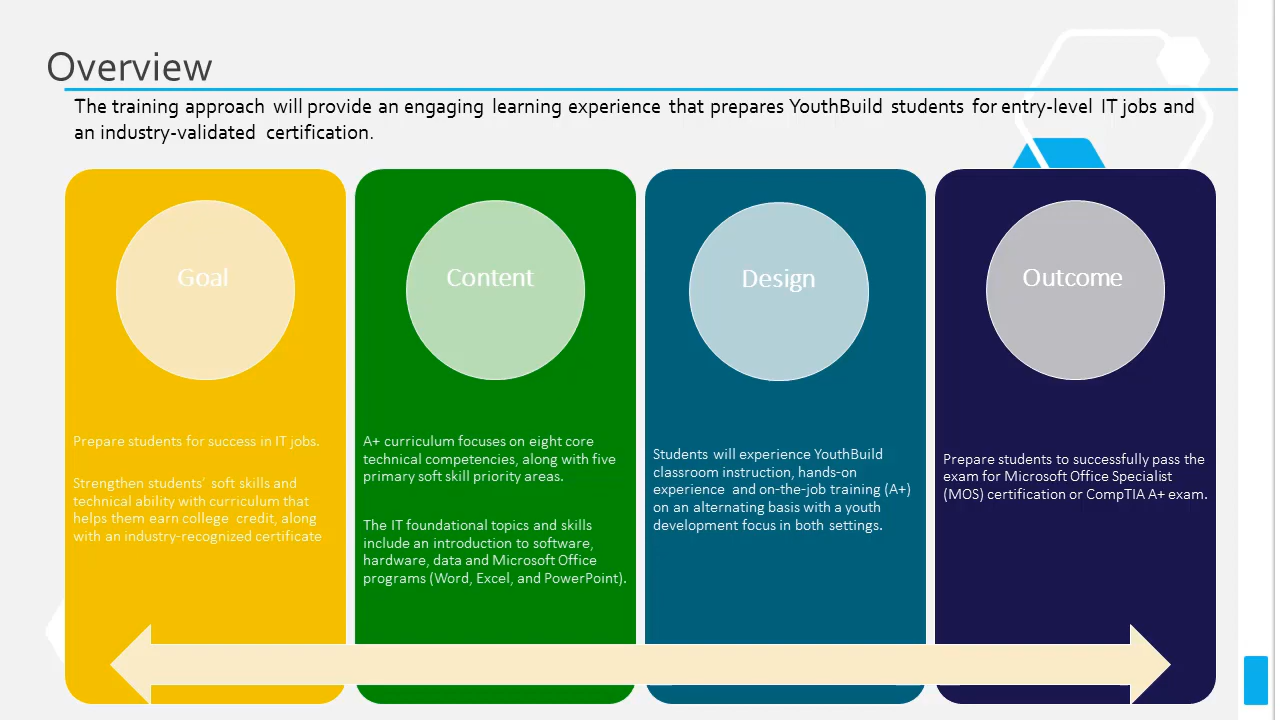 Overview
The training approach will provide an engaging learning experience that prepares YouthBuild students for entry-level IT jobs and
an industry-validated certification.
Goal
Prepare students for success in IT jobs.
Strengthen students' soft skills and
technical ability with curriculum that
helps them earn college credit, along
with an industry-recognized certificate
Content
A+ curriculum focuses on eight core
technical competencies, along with five
primary soft skill priority areas.
The IT foundational topics and skills
include an introduction to software,
hardware, data and Microsoft Office
programs (Word, Excel, and PowerPoint).
Design
Students will experience YouthBuild
classroom instruction, hands-on
experience and on-the-job training (A+)
on an alternating basis with a youth
development focus in both settings.
Outcome
Prepare students to successfully pass the
exam for Microsoft Office Specialist
(MOS) certification or CompTIA A+ exam.